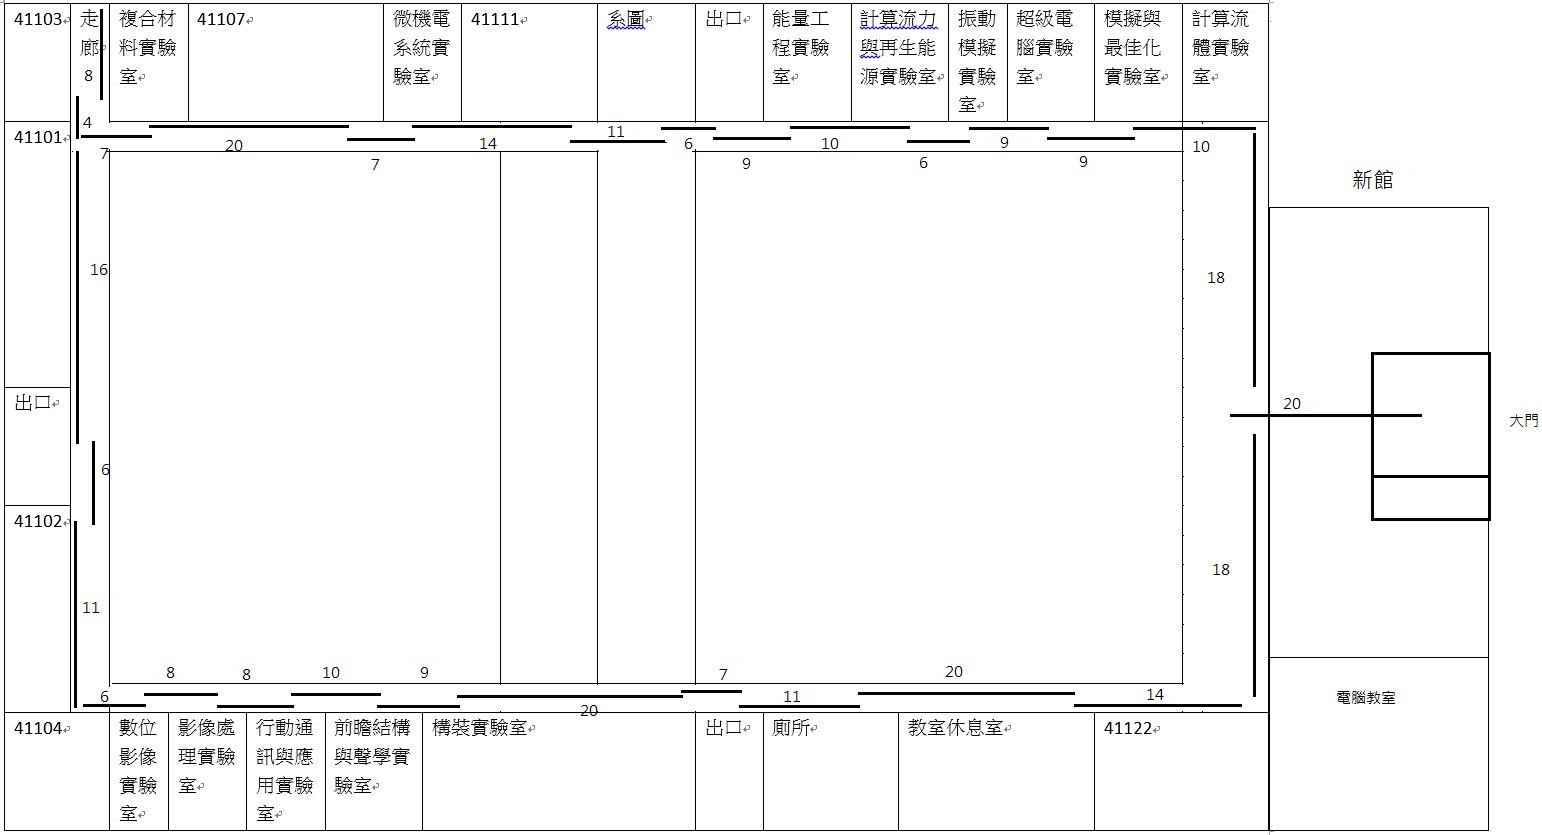 41103
走
廊
8
4
複合材
料實驗
室
41107
微機電
系統實
驗室
41111
系圖
出口
能量工
程實驗
室
計算流力
與再生能
源實驗室
振動
模擬
實驗
室
超級電
腦實驗
室
模擬與
最佳化
實驗室
計算流
體實驗
室
41101
7
20
7
14
11
6
9
10
6
9
9
10
新館
16
18
出口
20
大門
6
41102
18
11
8
8
10
9
7
20
6
20
11
14
電腦教室
41104
數位
影像
實驗
室
影像處
理實驗
室
行動通
訊與應
用實驗
室
前瞻結構
與聲學實
驗室
構裝實驗室
出口
廁所
教室休息室
41122